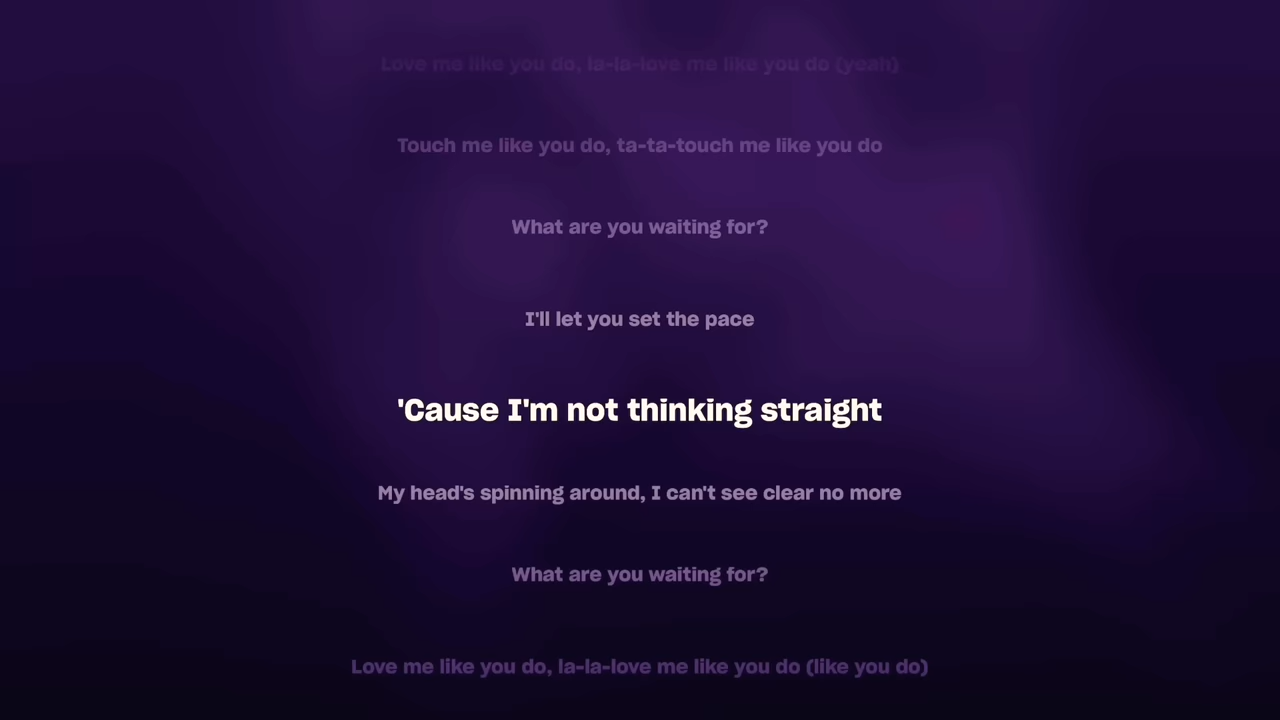 Love me like you do, la-la-love me like you do (yeah)
Touch me like you do, ta-ta-touch me like you do
What are you waiting for?
I'll let you set the pace
'Cause I'm not thinking straight
My head's spinning around, I can't see clear no more
What are you waiting for?
Love me like you do, la-la-love me like you do (like you do)